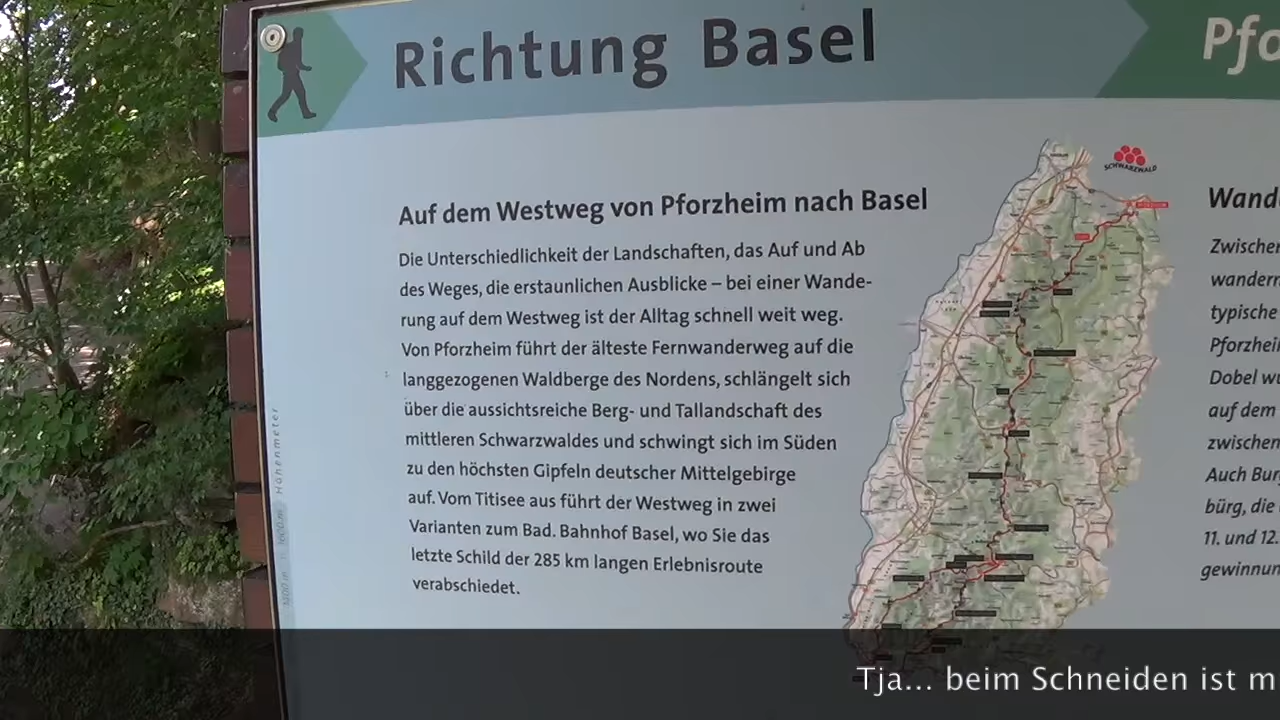 Richtung Basel
Pfo
SCHWARZWALD
Auf dem Westweg von Pforzheim nach Basel
Die Unterschiedlichkeit der Landschaften, das Auf und Ab
des Weges, die erstaunlichen Ausblicke – bei einer Wande-
rung auf dem Westweg ist der Alltag schnell weit weg.
Von Pforzheim führt der älteste Fernwanderweg auf die
langgezogenen Waldberge des Nordens, schlängelt sich
über die aussichtsreiche Berg- und Tallandschaft des
mittleren Schwarzwaldes und schwingt sich im Süden
zu den höchsten Gipfeln deutscher Mittelgebirge
auf. Vom Titisee aus führt der Westweg in zwei
Varianten zum Bad. Bahnhof Basel, wo Sie das
letzte Schild der 285 km langen Erlebnisroute
verabschiedet.
Wand
Zwischen
wandern
typische
Pforzhei
Dobel wu
auf dem
zwischen
Auch Bur
bürg, die
11. und 12.
gewinnun
Höhenmeter
Tja... beim Schneiden ist m